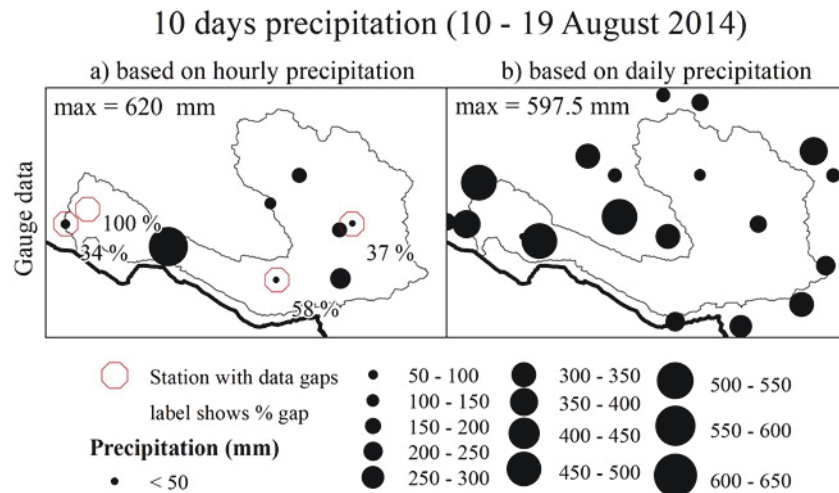 10 days precipitation (10 - 19 August 2014)
a) based on hourly precipitation
b) based on daily precipitation
Gauge data
max = 620 mm
100 %
34 %
37 %
58 %
max = 597.5 mm
Station with data gaps
label shows % gap
Precipitation (mm)
< 50
50 - 100
100 - 150
150 - 200
200 - 250
250 - 300
300 - 350
350 - 400
400 - 450
450 - 500
500 - 550
550 - 600
600 - 650